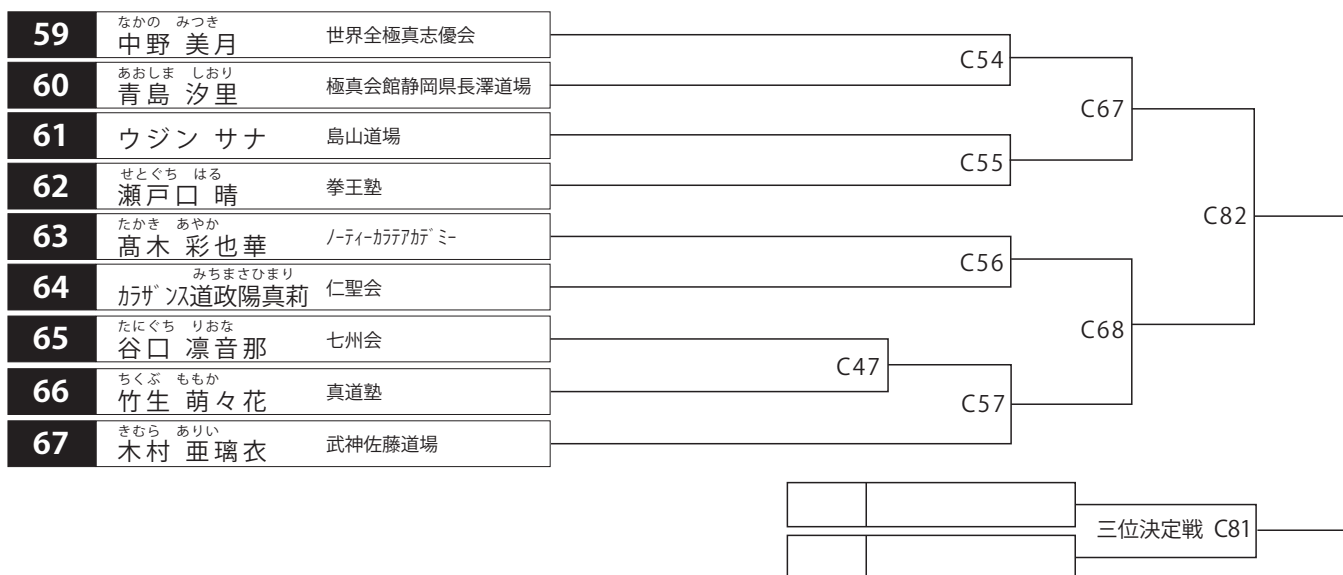 なかの みつき
59 中野 美月 世界全極真志優会
C54
あおしま しおり
60 青島 汐里 極真会館静岡県長澤道場
C67
61 ウジン サナ 島山道場
C55
せとぐち はる
62 瀬戸口 晴 拳王塾
C82
たかき あやか
63 髙木 彩也華 ﾉｰﾃｨｰｶﾗﾃｱｶﾃﾞﾐｰ
C56
みちまさひまり
64 ｶﾗｻﾞﾝｽ道政陽真莉 仁聖会
C68
たにぐち りおな
65 谷口 凛音那 七州会
C47
ちくぶ ももか
66 竹生 萌々花 真道塾
C57
きむら ありい
67 木村 亜璃衣 武神佐藤道場
三位決定戦 C81